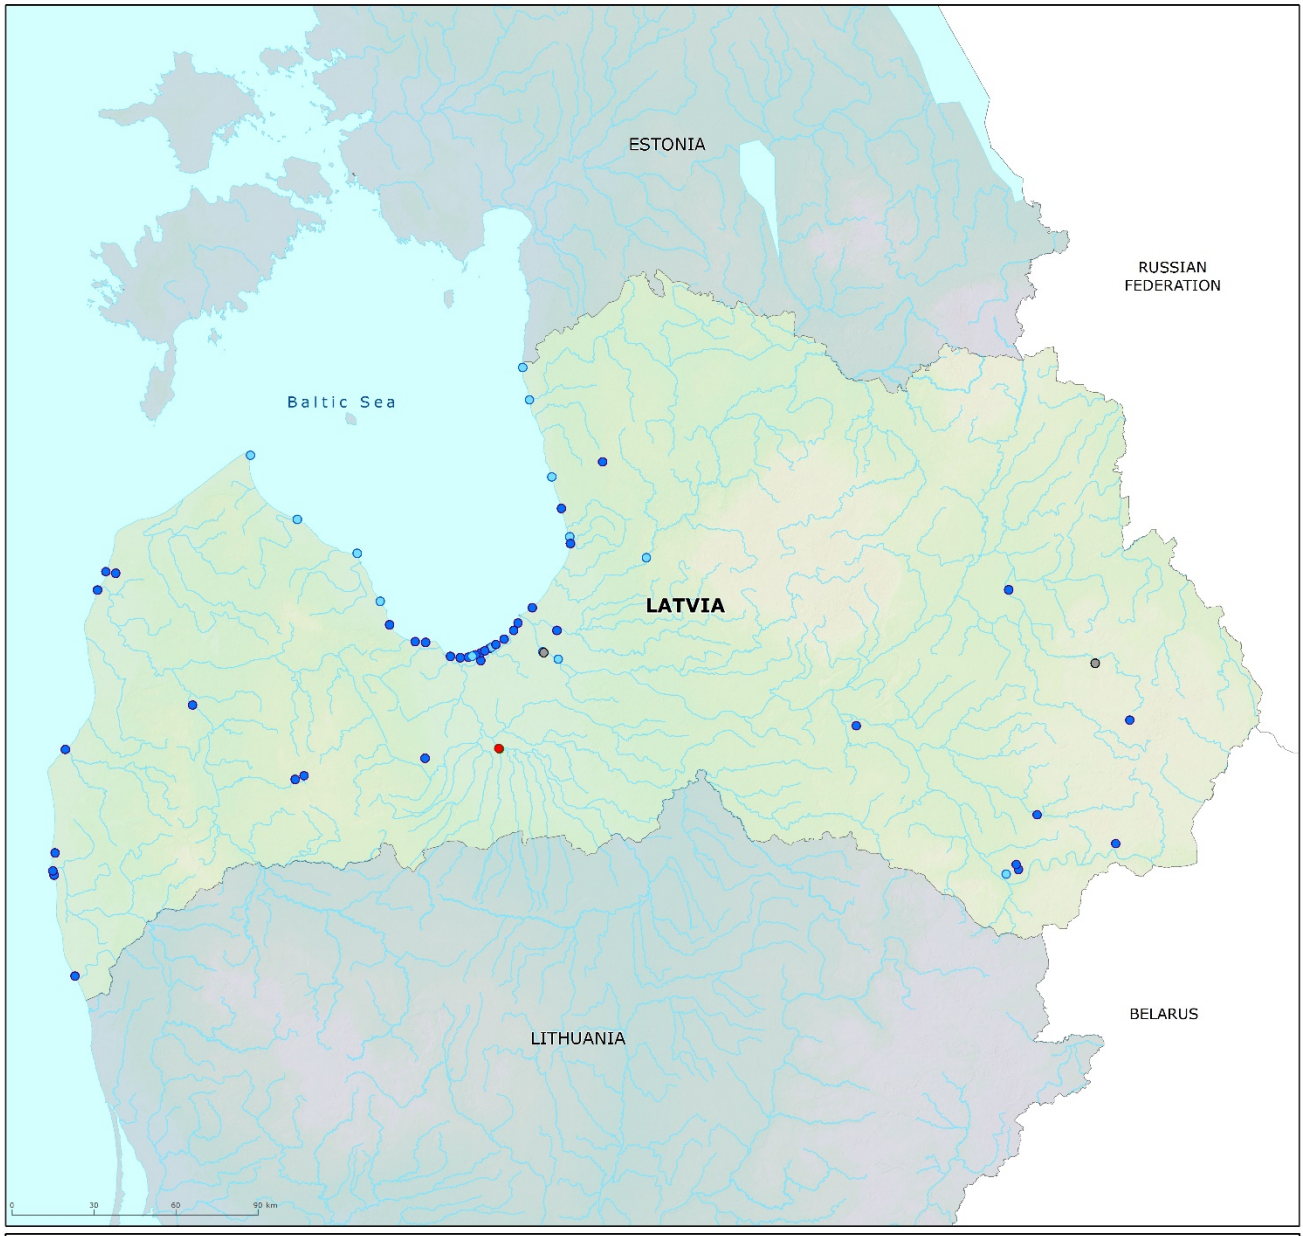 ESTONIA
RUSSIAN
FEDERATION
Baltic Sea
LATVIA
BELARUS
LITHUANIA
0 30 60 90 km